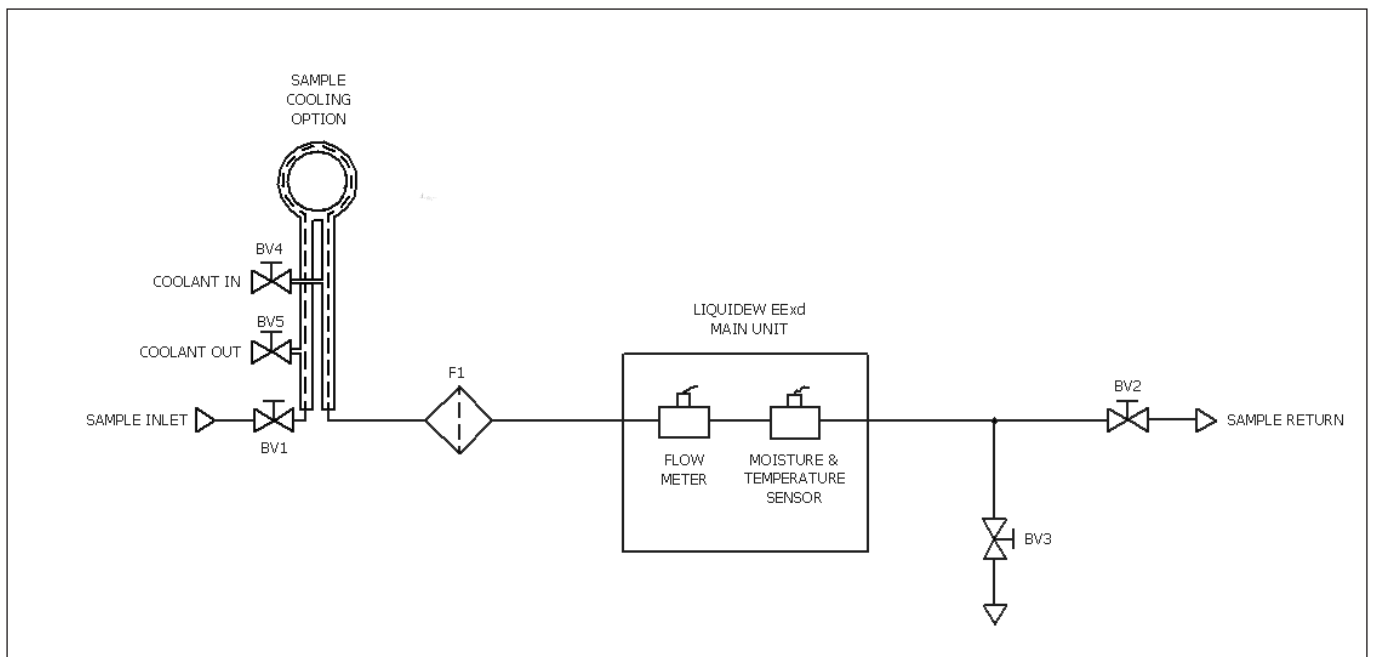 SAMPLE
COOLING
OPTION
BV4
COOLANT IN
BV5
COOLANT OUT
SAMPLE INLET
BV1
F1
LIQUIDEW EExd
MAIN UNIT
FLOW
METER
MOISTURE &
TEMPERATURE
SENSOR
BV2
SAMPLE RETURN
BV3